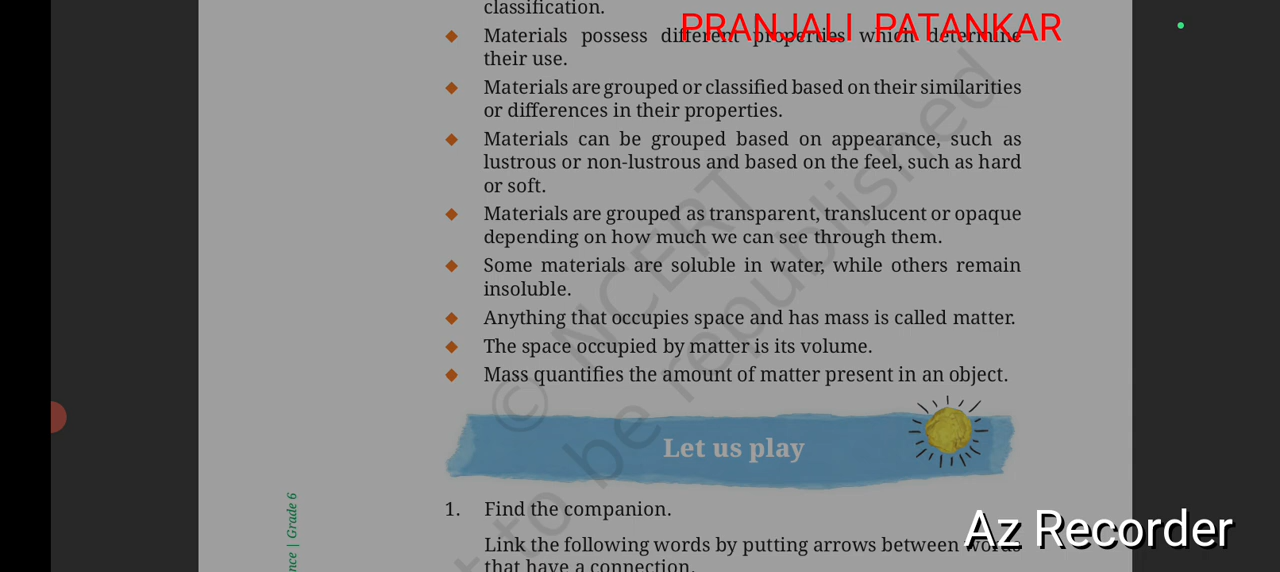 classification.
PRANJALI PATANKAR
◆ Materials possess different properties which determine
their use.
◆ Materials are grouped or classified based on their similarities
or differences in their properties.
◆ Materials can be grouped based on appearance, such as
lustrous or non-lustrous and based on the feel, such as hard
or soft.
◆ Materials are grouped as transparent, translucent or opaque
depending on how much we can see through them.
◆ Some materials are soluble in water, while others remain
insoluble.
◆ Anything that occupies space and has mass is called matter.
◆ The space occupied by matter is its volume.
◆ Mass quantifies the amount of matter present in an object.
© NCERT
to be republished
Let us play
1. Find the companion.
Link the following words by putting arrows between words
that have a connection.
Grade 6
Az Recorder